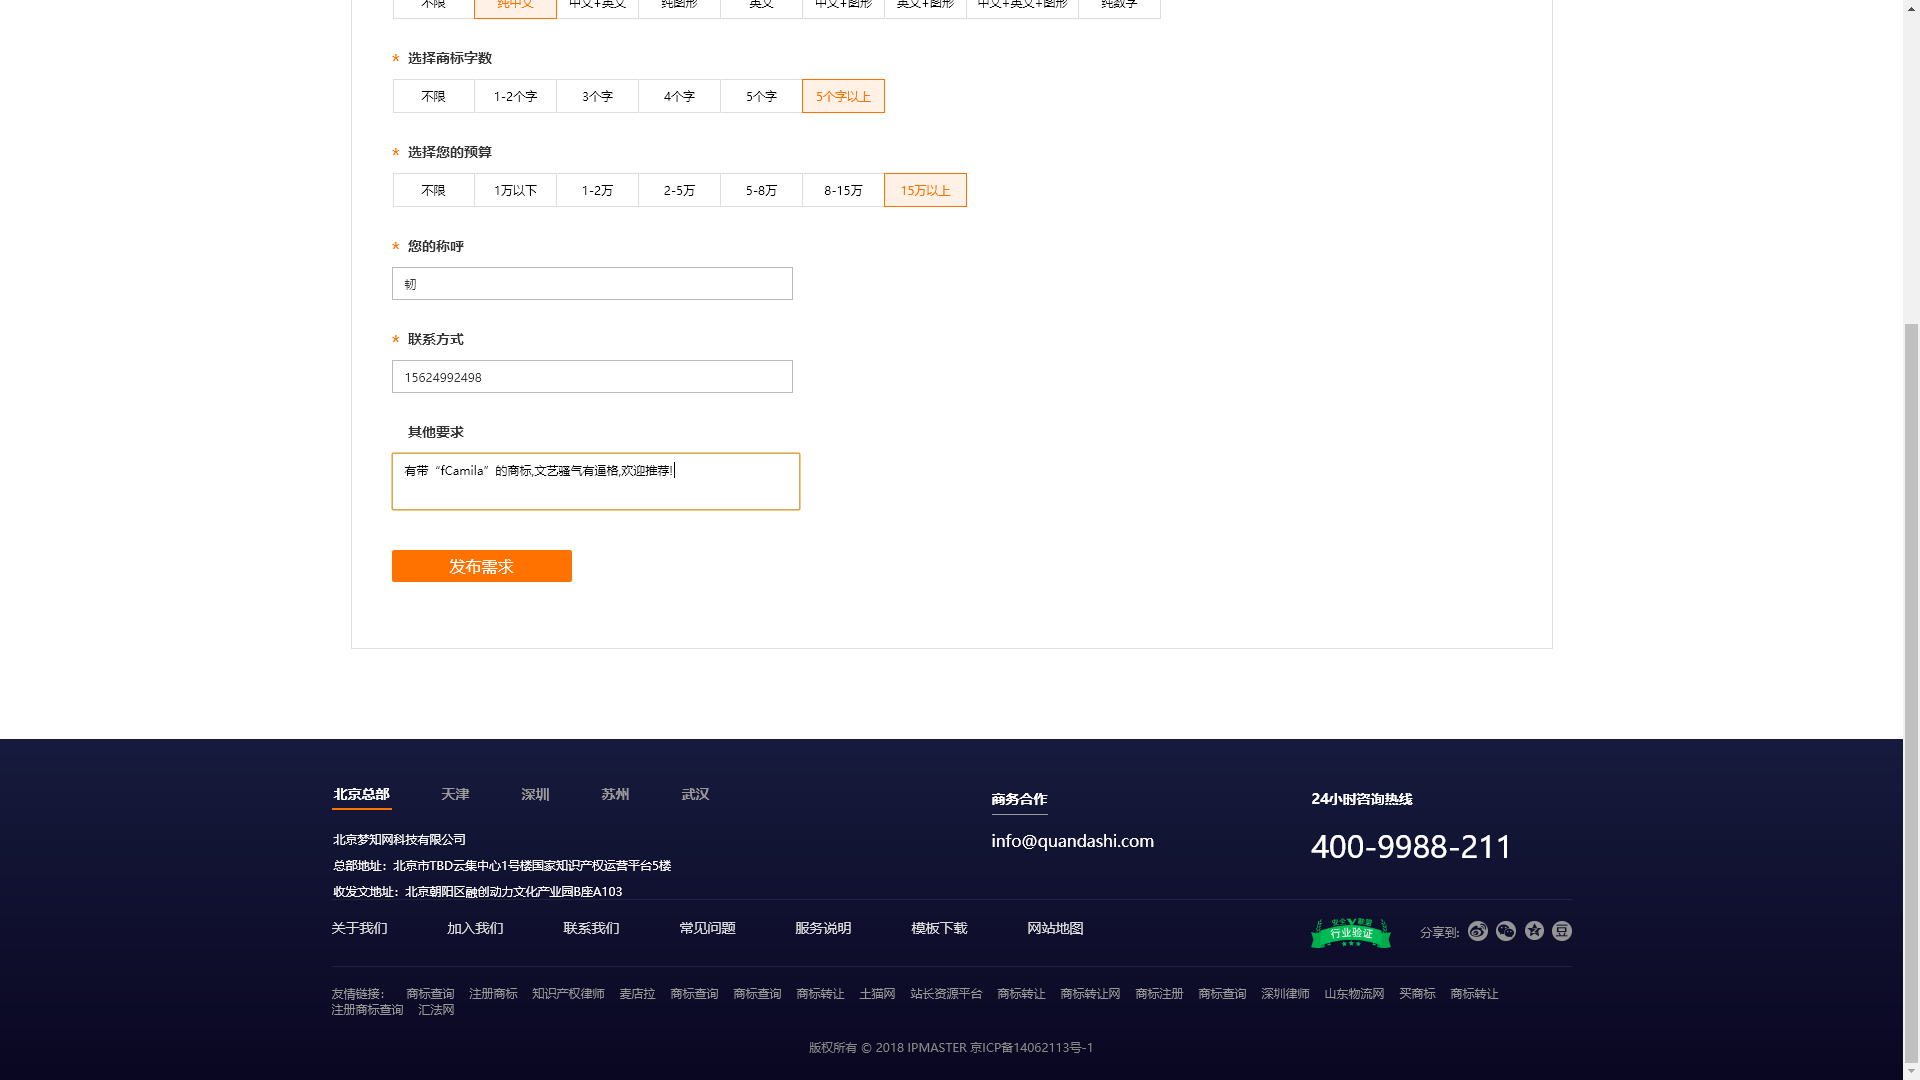 不限 纯中文 中文+英文 纯图形 英文 中文+图形 英文+图形 中文+英文+图形 纯数字
* 选择商标字数
不限 1-2个字 3个字 4个字 5个字 5个字以上
* 选择您的预算
不限 1万以下 1-2万 2-5万 5-8万 8-15万 15万以上
* 您的称呼
轫
* 联系方式
15624992498
其他要求
有带“fCamila”的商标,文艺骚气有逼格,欢迎推荐!
发布需求
北京总部 天津 深圳 苏州 武汉
北京梦知网科技有限公司
总部地址：北京市TBD云集中心1号楼国家知识产权运营平台5楼
收发文地址：北京朝阳区融创动力文化产业园B座A103
商务合作
info@quandashi.com
24小时咨询热线
400-9988-211
关于我们 加入我们 联系我们 常见问题 服务说明 模板下载 网站地图
安全联盟
行业验证
分享到:
豆
友情链接： 商标查询 注册商标 知识产权律师 麦店拉 商标查询 商标查询 商标转让 土猫网 站长资源平台 商标转让 商标转让网 商标注册 商标查询 深圳律师 山东物流网 买商标 商标转让
注册商标查询 汇法网
版权所有 © 2018 IPMASTER 京ICP备14062113号-1